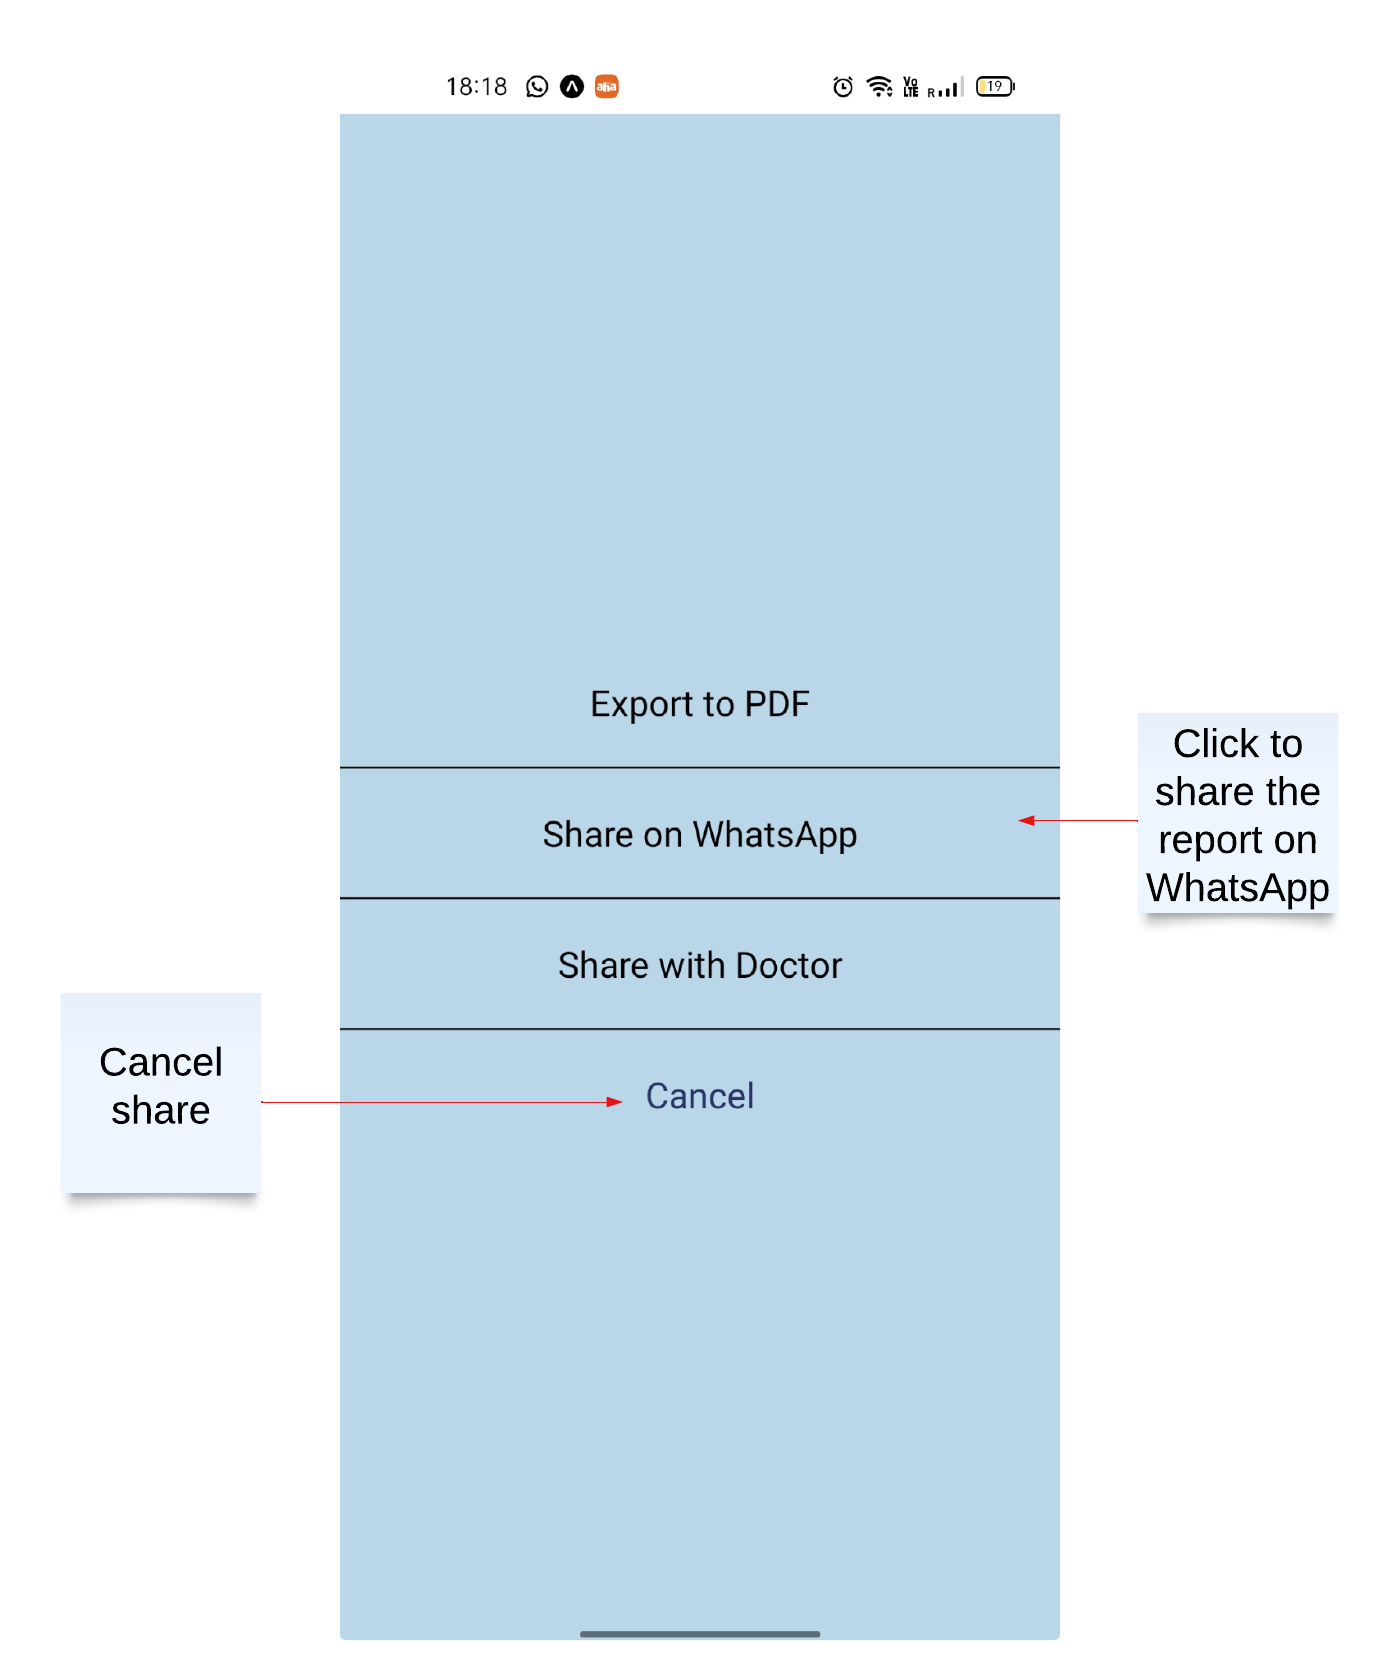 18:18 aha Vo LTE R 19
Export to PDF
Share on WhatsApp
Share with Doctor
Cancel
Click to
share the
report on
WhatsApp
Cancel
share